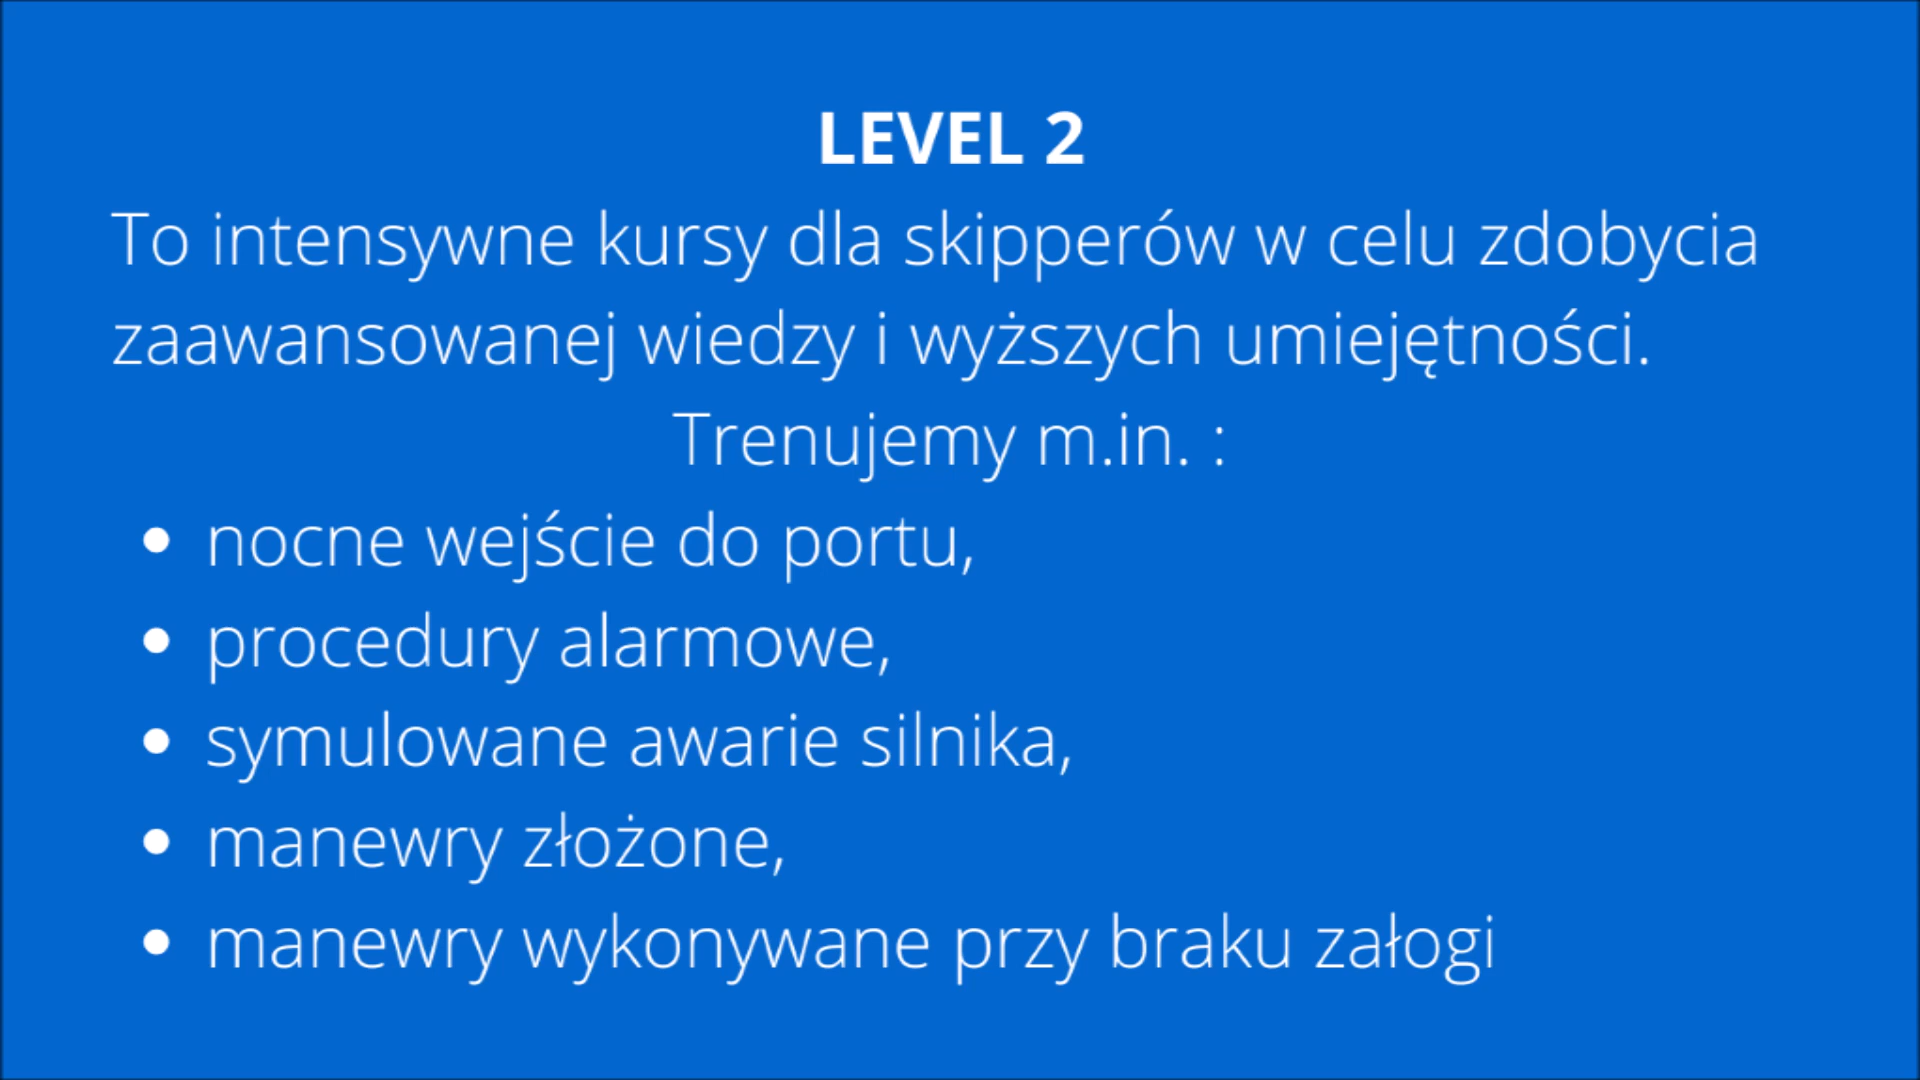 LEVEL 2
To intensywne kursy dla skipperów w celu zdobycia
zaawansowanej wiedzy i wyższych umiejętności.
Trenujemy m.in. :
• nocne wejście do portu,
• procedury alarmowe,
• symulowane awarie silnika,
• manewry złożone,
• manewry wykonywane przy braku załogi